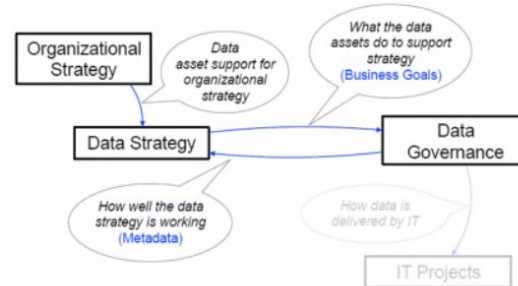 Organizational
Strategy
Data
asset support for
organizational
strategy
What the data
assets do to support
strategy
(Business Goals)
Data Strategy
Data
Governance
How well the data
strategy is working
(Metadata)
How data is
delivered by IT
IT Projects